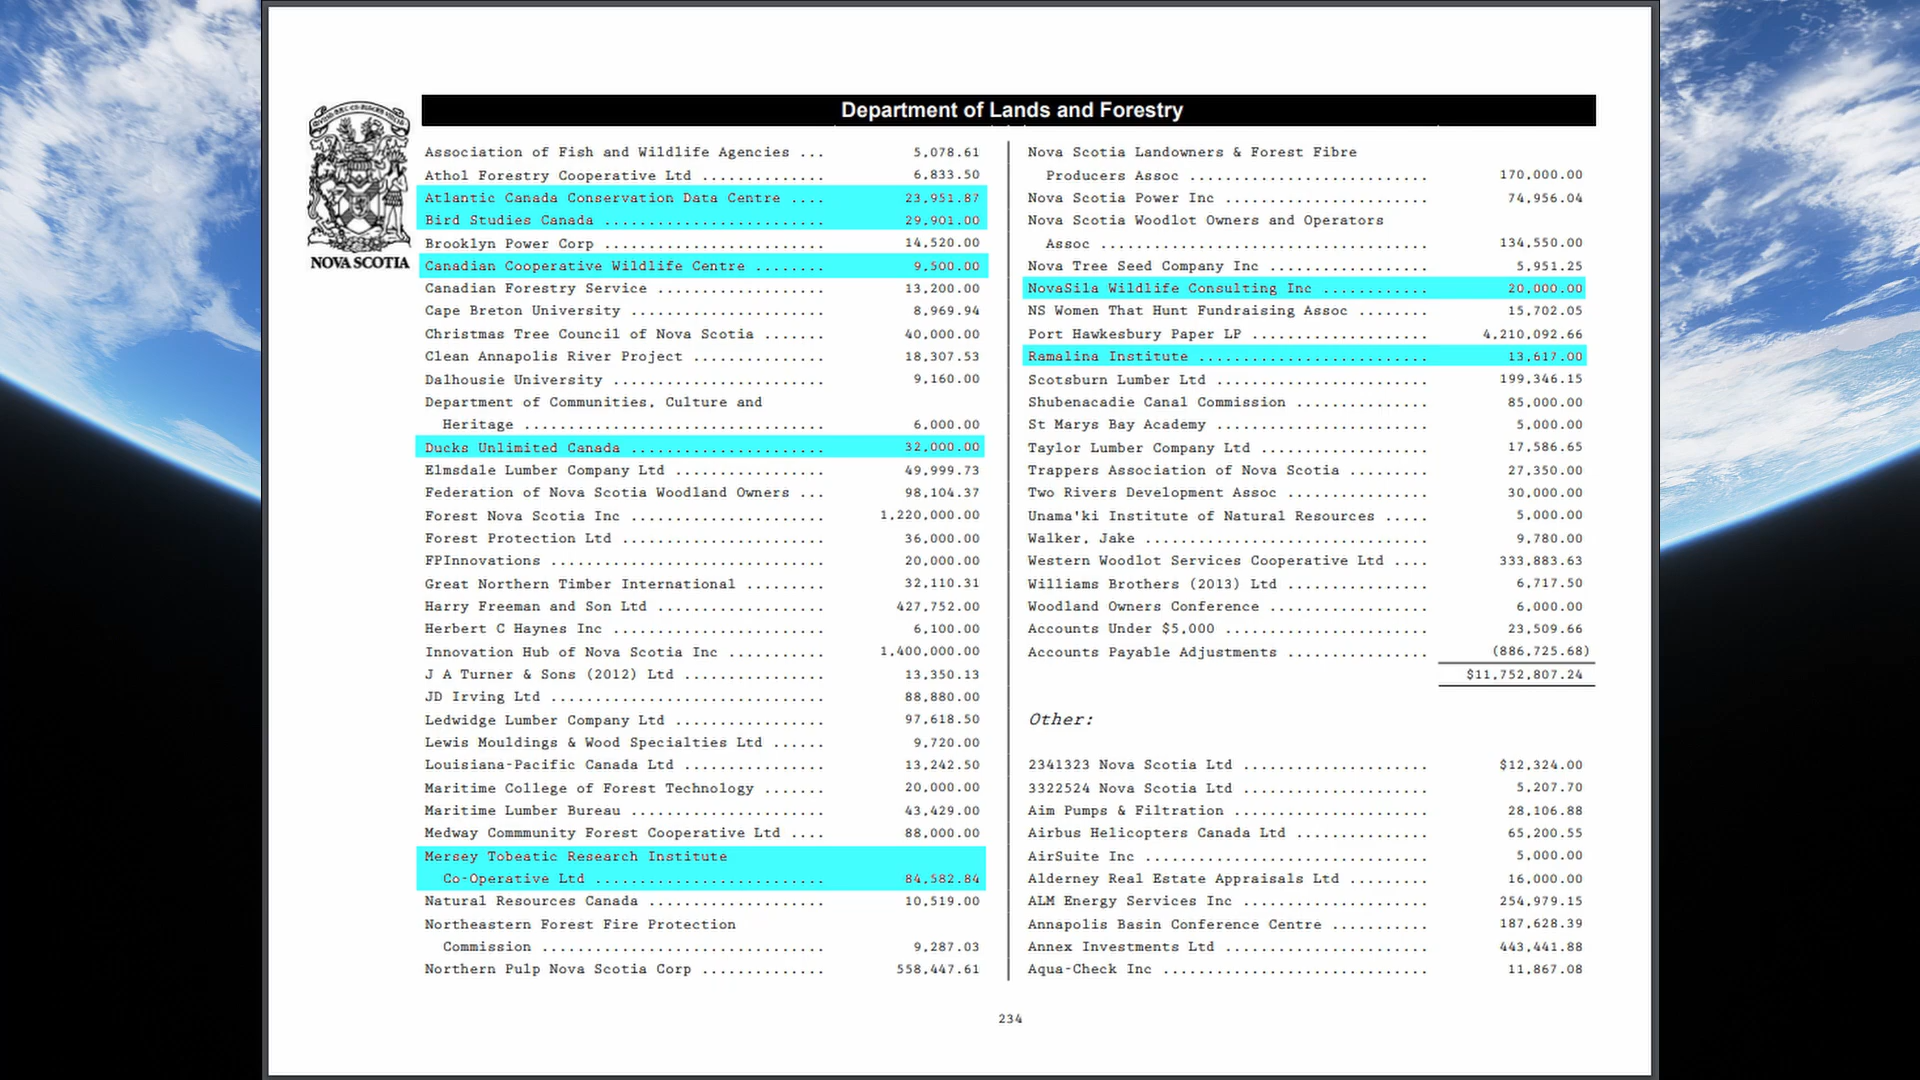 Department of Lands and Forestry
NOVA SCOTIA
Association of Fish and Wildlife Agencies ... 5,078.61
Athol Forestry Cooperative Ltd .............. 6,833.50
Atlantic Canada Conservation Data Centre .... 23,951.87
Bird Studies Canada ......................... 29,901.00
Brooklyn Power Corp ......................... 14,520.00
Canadian Cooperative Wildlife Centre ........ 9,500.00
Canadian Forestry Service ................... 13,200.00
Cape Breton University ...................... 8,969.94
Christmas Tree Council of Nova Scotia ....... 40,000.00
Clean Annapolis River Project ............... 18,307.53
Dalhousie University ........................ 9,160.00
Department of Communities, Culture and
Heritage .................................. 6,000.00
Ducks Unlimited Canada ...................... 32,000.00
Elmsdale Lumber Company Ltd ................. 49,999.73
Federation of Nova Scotia Woodland Owners ... 98,104.37
Forest Nova Scotia Inc ...................... 1,220,000.00
Forest Protection Ltd ....................... 36,000.00
FPInnovations ............................... 20,000.00
Great Northern Timber International ......... 32,110.31
Harry Freeman and Son Ltd ................... 427,752.00
Herbert C Haynes Inc ........................ 6,100.00
Innovation Hub of Nova Scotia Inc ........... 1,400,000.00
J A Turner & Sons (2012) Ltd ................ 13,350.13
JD Irving Ltd ............................... 88,880.00
Ledwidge Lumber Company Ltd ................. 97,618.50
Lewis Mouldings & Wood Specialties Ltd ...... 9,720.00
Louisiana-Pacific Canada Ltd ................ 13,242.50
Maritime College of Forest Technology ....... 20,000.00
Maritime Lumber Bureau ...................... 43,429.00
Medway Commmunity Forest Cooperative Ltd .... 88,000.00
Mersey Tobeatic Research Institute
Co-Operative Ltd .......................... 84,582.84
Natural Resources Canada .................... 10,519.00
Northeastern Forest Fire Protection
Commission ................................ 9,287.03
Northern Pulp Nova Scotia Corp .............. 558,447.61
Nova Scotia Landowners & Forest Fibre
Producers Assoc ........................... 170,000.00
Nova Scotia Power Inc ....................... 74,956.04
Nova Scotia Woodlot Owners and Operators
Assoc ..................................... 134,550.00
Nova Tree Seed Company Inc .................. 5,951.25
NovaSila Wildlife Consulting Inc ............ 20,000.00
NS Women That Hunt Fundraising Assoc ........ 15,702.05
Port Hawkesbury Paper LP .................... 4,210,092.66
Ramalina Institute .......................... 13,617.00
Scotsburn Lumber Ltd ........................ 199,346.15
Shubenacadie Canal Commission ............... 85,000.00
St Marys Bay Academy ........................ 5,000.00
Taylor Lumber Company Ltd ................... 17,586.65
Trappers Association of Nova Scotia ......... 27,350.00
Two Rivers Development Assoc ................ 30,000.00
Unama'ki Institute of Natural Resources ..... 5,000.00
Walker, Jake ................................ 9,780.00
Western Woodlot Services Cooperative Ltd .... 333,883.63
Williams Brothers (2013) Ltd ................ 6,717.50
Woodland Owners Conference .................. 6,000.00
Accounts Under $5,000 ....................... 23,509.66
Accounts Payable Adjustments ................ (886,725.68)
$11,752,807.24
Other:
2341323 Nova Scotia Ltd ..................... $12,324.00
3322524 Nova Scotia Ltd ..................... 5,207.70
Aim Pumps & Filtration ...................... 28,106.88
Airbus Helicopters Canada Ltd ............... 65,200.55
AirSuite Inc ................................ 5,000.00
Alderney Real Estate Appraisals Ltd ......... 16,000.00
ALM Energy Services Inc ..................... 254,979.15
Annapolis Basin Conference Centre ........... 187,628.39
Annex Investments Ltd ....................... 443,441.88
Aqua-Check Inc .............................. 11,867.08
234